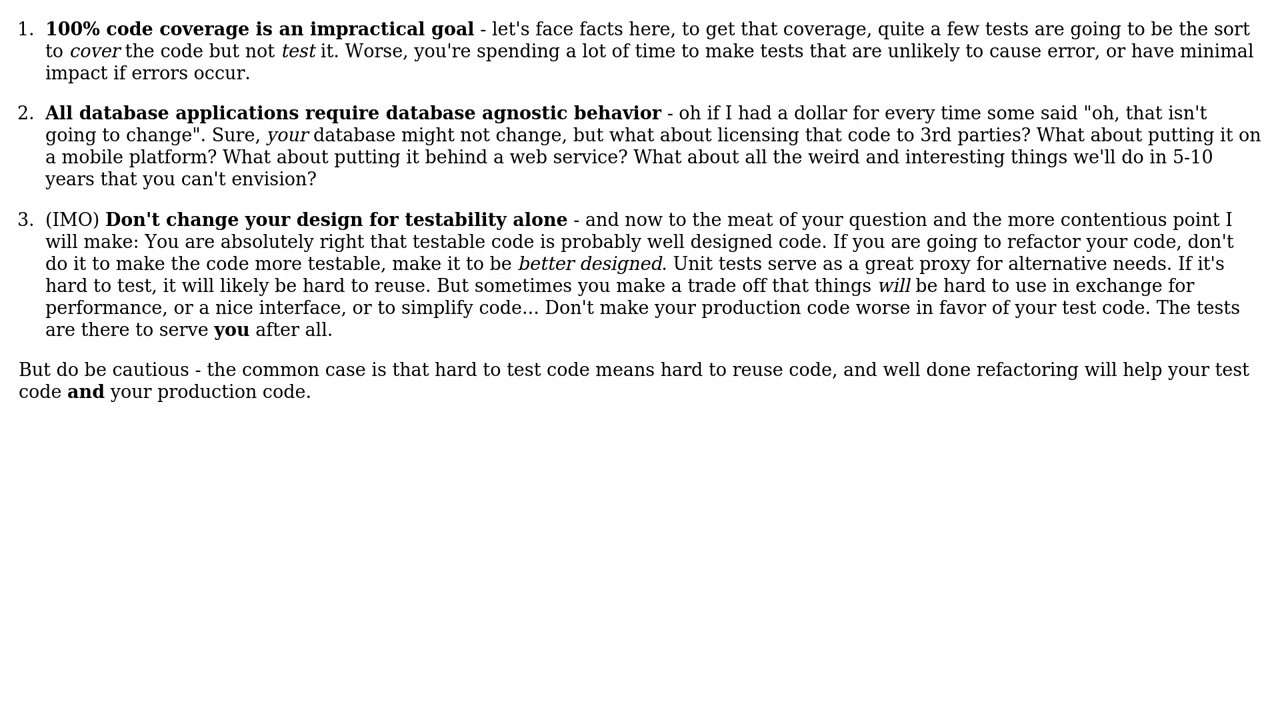 1. 100% code coverage is an impractical goal - let's face facts here, to get that coverage, quite a few tests are going to be the sort
to cover the code but not test it. Worse, you're spending a lot of time to make tests that are unlikely to cause error, or have minimal
impact if errors occur.
2. All database applications require database agnostic behavior - oh if I had a dollar for every time some said "oh, that isn't
going to change". Sure, your database might not change, but what about licensing that code to 3rd parties? What about putting it on
a mobile platform? What about putting it behind a web service? What about all the weird and interesting things we'll do in 5-10
years that you can't envision?
3. (IMO) Don't change your design for testability alone - and now to the meat of your question and the more contentious point I
will make: You are absolutely right that testable code is probably well designed code. If you are going to refactor your code, don't
do it to make the code more testable, make it to be better designed. Unit tests serve as a great proxy for alternative needs. If it's
hard to test, it will likely be hard to reuse. But sometimes you make a trade off that things will be hard to use in exchange for
performance, or a nice interface, or to simplify code... Don't make your production code worse in favor of your test code. The tests
are there to serve you after all.
But do be cautious - the common case is that hard to test code means hard to reuse code, and well done refactoring will help your test
code and your production code.